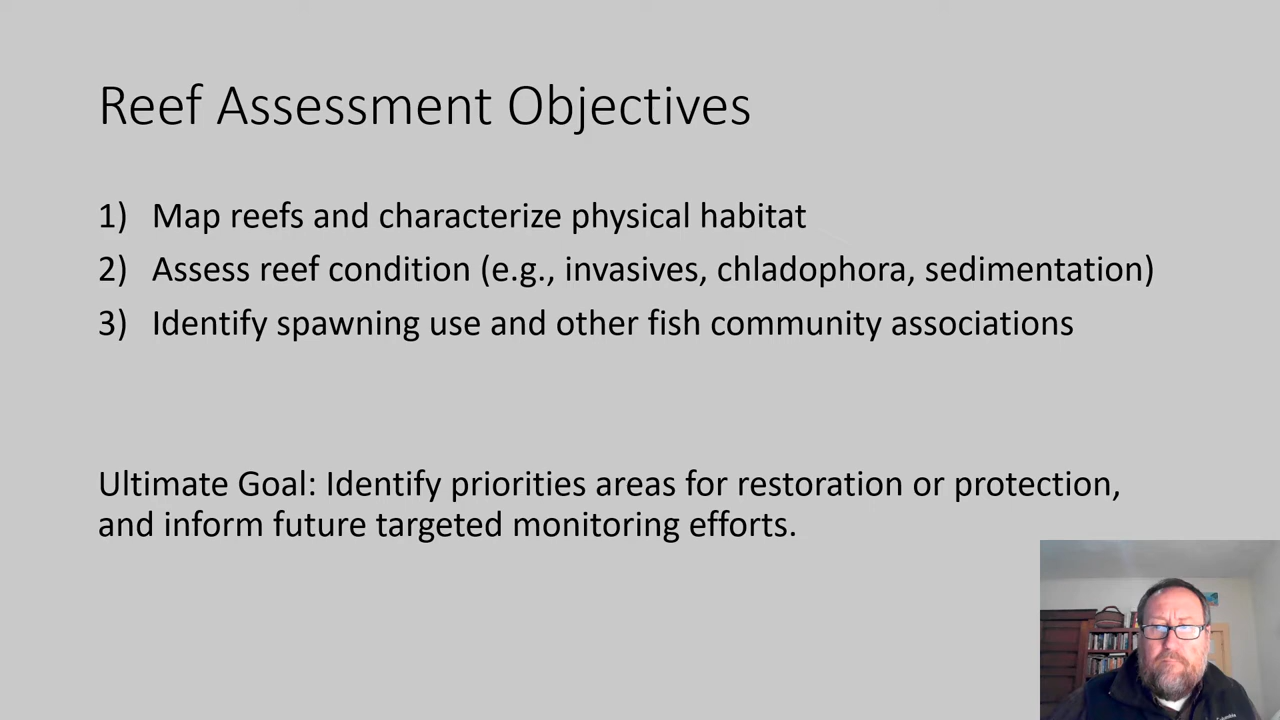 Reef Assessment Objectives
1) Map reefs and characterize physical habitat
2) Assess reef condition (e.g., invasives, chladophora, sedimentation)
3) Identify spawning use and other fish community associations
Ultimate Goal: Identify priorities areas for restoration or protection,
and inform future targeted monitoring efforts.
Columbia